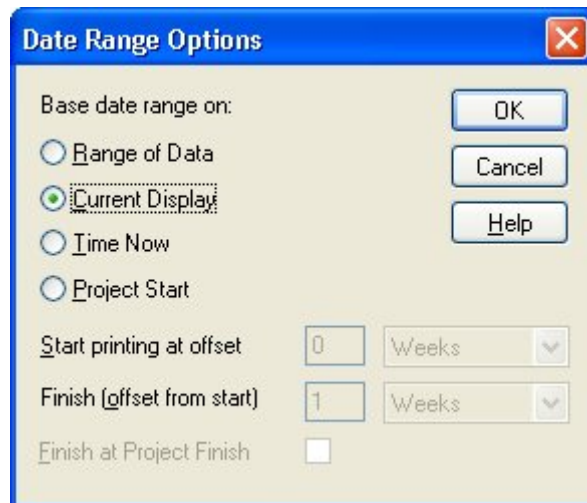 Date Range Options
Base date range on:
OK
Range of Data
Cancel
Current Display
Help
Time Now
Project Start
Start printing at offset 0 Weeks
Finish (offset from start) 1 Weeks
Finish at Project Finish